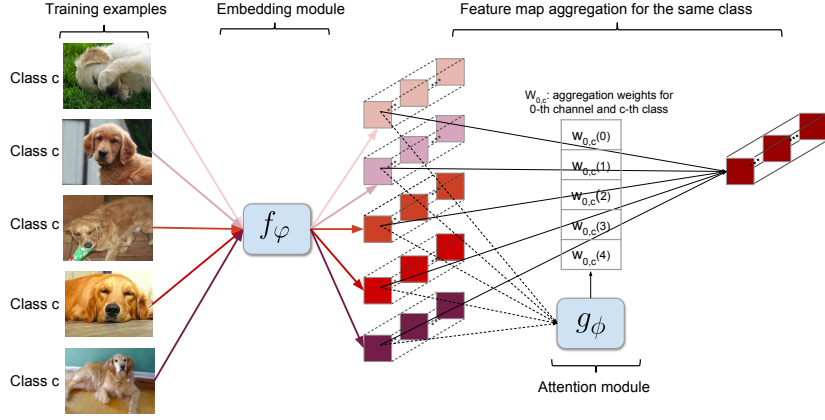 Training examples
Embedding module
Feature map aggregation for the same class
Class c
Class c
Class c
Class c
Class c
fφ
W0,c: aggregation weights for
0-th channel and c-th class
w0,c(0)
w0,c(1)
w0,c(2)
w0,c(3)
w0,c(4)
gϕ
Attention module